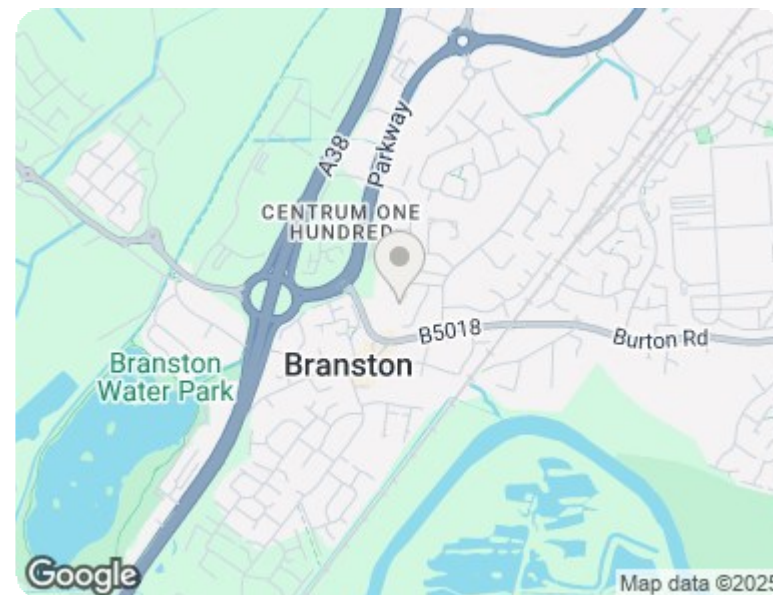 A38
Parkway
CENTRUM ONE
HUNDRED
B5018
Burton Rd
Branston
Branston
Water Park
Google
Map data ©2025